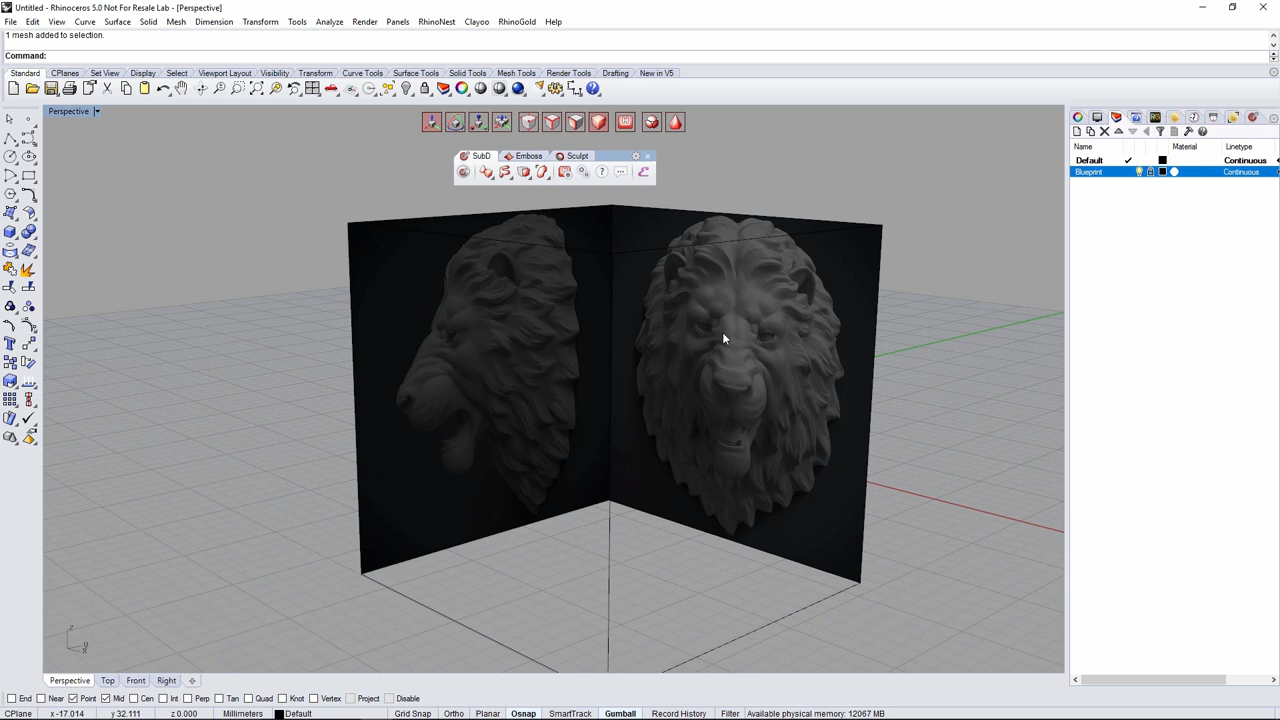 Untitled - Rhinoceros 5.0 Not For Resale Lab - [Perspective]
File Edit View Curve Surface Solid Mesh Dimension Transform Tools Analyze Render Panels RhinoNest Clayoo RhinoGold Help
1 mesh added to selection.
Command:
Standard CPlanes Set View Display Select Viewport Layout Visibility Transform Curve Tools Surface Tools Solid Tools Mesh Tools Render Tools Drafting New in V5
Perspective
SubD Emboss Sculpt
Name Material Linetype
Default Continuous
Blueprint Continuous
z
y
x
Perspective Top Front Right
End Near Point Mid Cen Int Perp Tan Quad Knot Vertex Project Disable
CPlane x -17.014 y 32.111 z 0.000 Millimeters Default Grid Snap Ortho Planar Osnap SmartTrack Gumball Record History Filter Available physical memory: 12067 MB